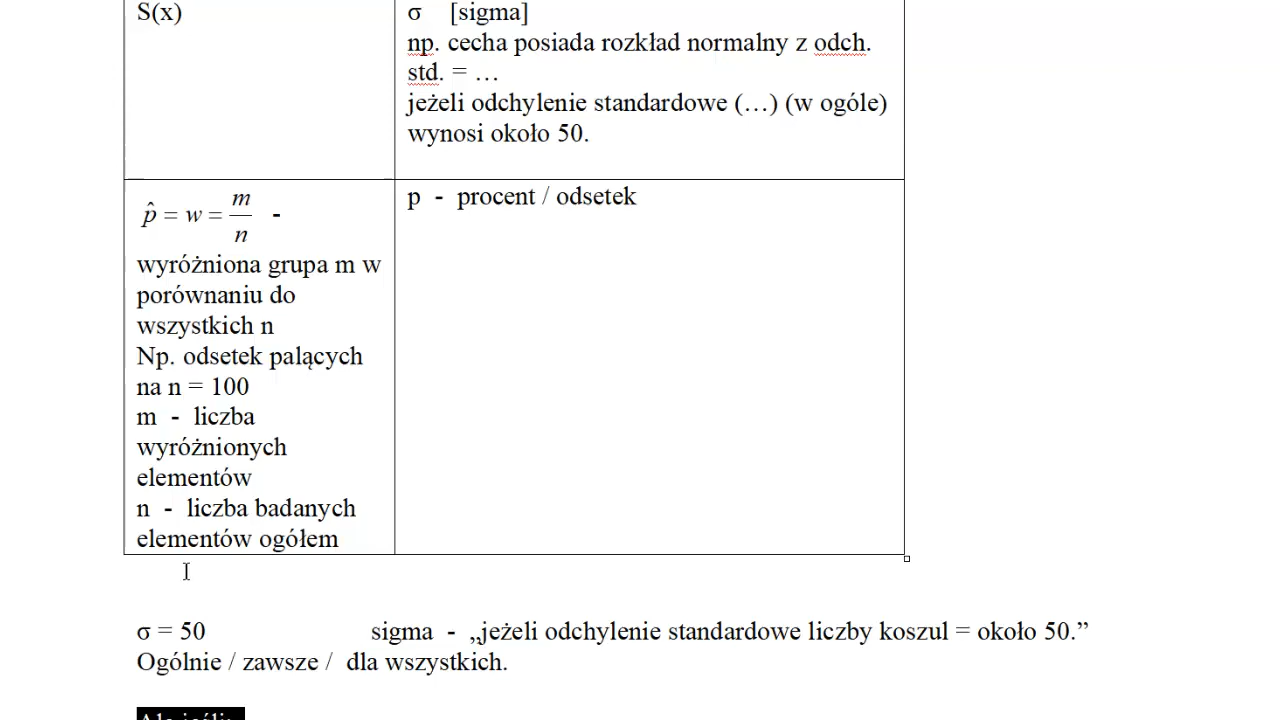 S(x)
σ [sigma]
np. cecha posiada rozkład normalny z odch.
std. = …
jeżeli odchylenie standardowe (…) (w ogóle)
wynosi około 50.
p̂ = w = m/n -
wyróżniona grupa m w
porównaniu do
wszystkich n
Np. odsetek palących
na n = 100
m - liczba
wyróżnionych
elementów
n - liczba badanych
elementów ogółem
p - procent / odsetek
σ = 50 sigma - „jeżeli odchylenie standardowe liczby koszul = około 50.”
Ogólnie / zawsze / dla wszystkich.